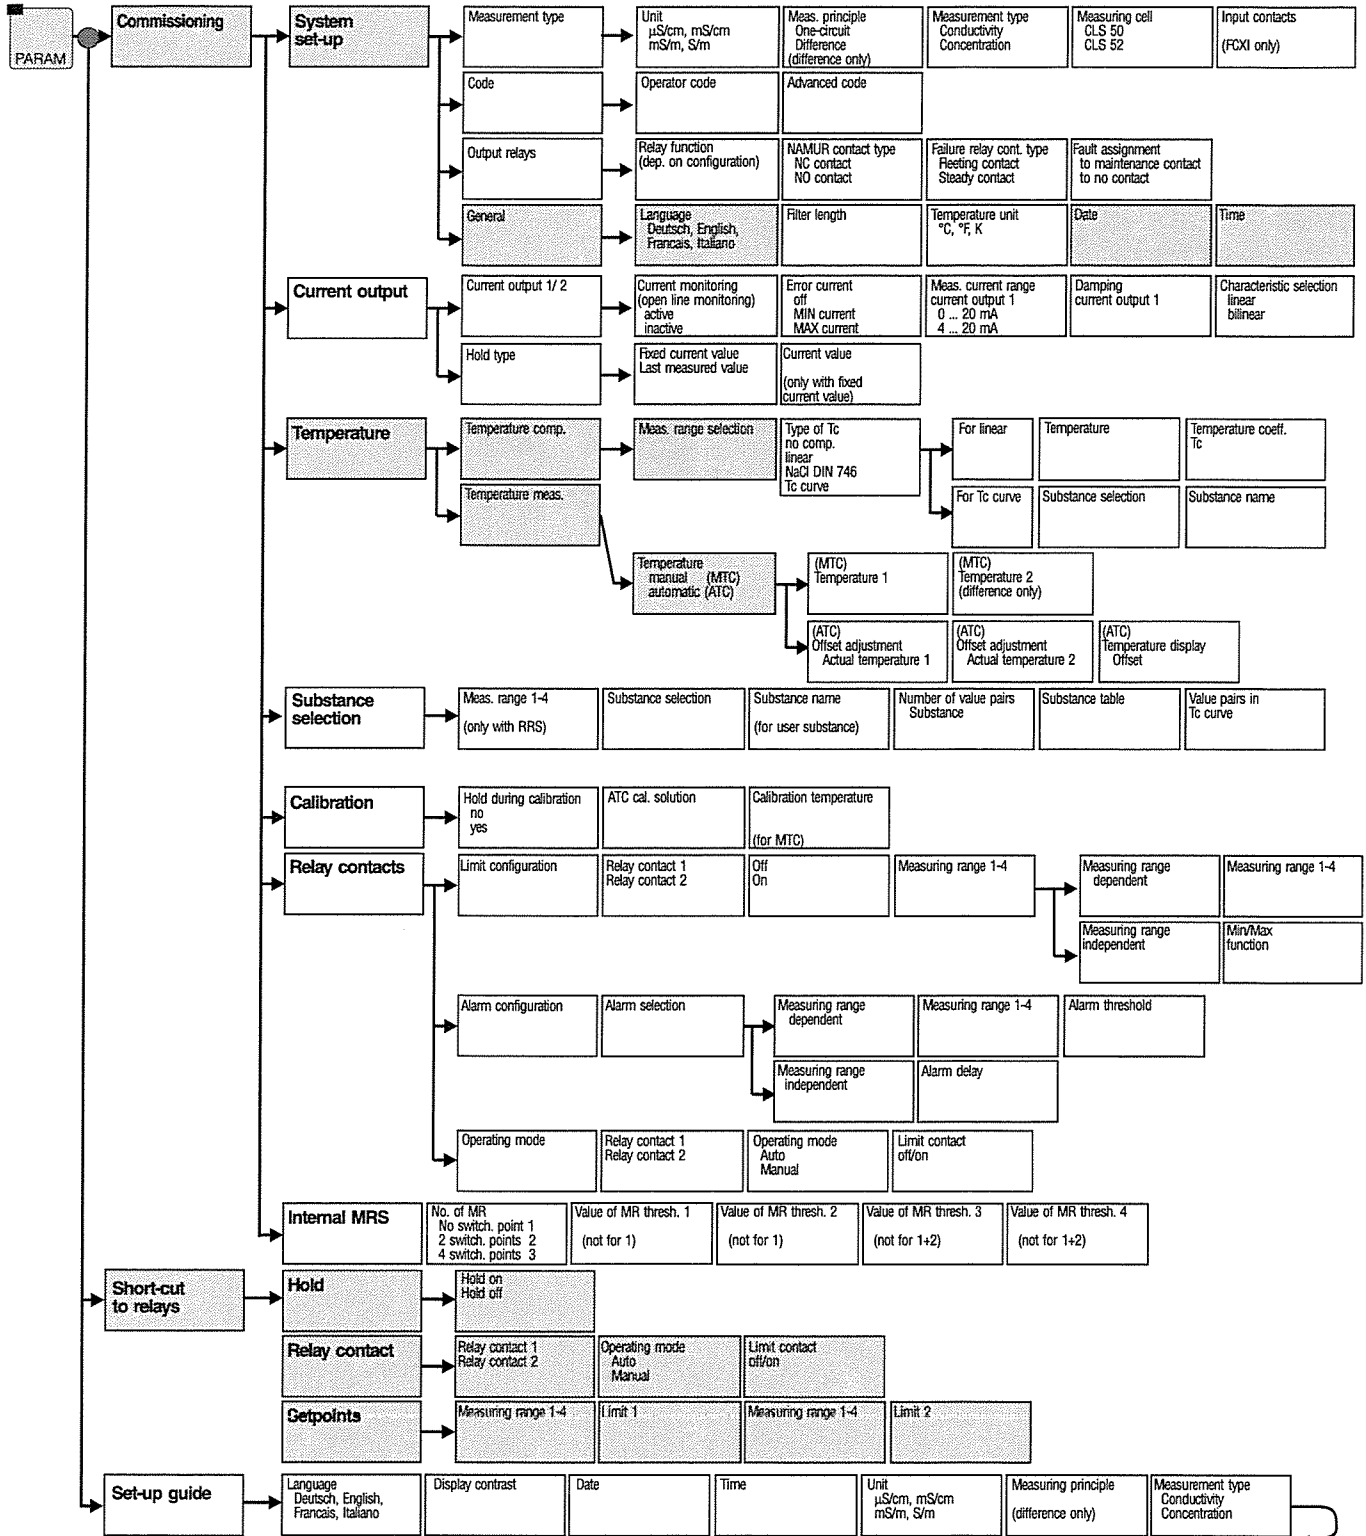 PARAM
Commissioning
System
set-up
Measurement type
Unit
µS/cm, mS/cm
mS/m, S/m
Meas. principle
One-circuit
Difference
(difference only)
Measurement type
Conductivity
Concentration
Measuring cell
CLS 50
CLS 52
Input contacts
(FCXI only)
Code
Operator code
Advanced code
Output relays
Relay function
(dep. on configuration)
NAMUR contact type
NC contact
NO contact
Failure relay cont. type
Fleeting contact
Steady contact
Fault assignment
to maintenance contact
to no contact
General
Language
Deutsch, English,
Francais, Italiano
Filter length
Temperature unit
°C, °F, K
Date
Time
Current output
Current output 1/ 2
Current monitoring
(open line monitoring)
active
inactive
Error current
off
MIN current
MAX current
Meas. current range
current output 1
0 ... 20 mA
4 ... 20 mA
Damping
current output 1
Characteristic selection
linear
bilinear
Hold type
Fixed current value
Last measured value
Current value
(only with fixed
current value)
Temperature
Temperature comp.
Meas. range selection
Type of Tc
no comp.
linear
NaCl DIN 746
Tc curve
For linear
Temperature
Temperature coeff.
Tc
For Tc curve
Substance selection
Substance name
Temperature meas.
Temperature
manual (MTC)
automatic (ATC)
(MTC)
Temperature 1
(MTC)
Temperature 2
(difference only)
(ATC)
Offset adjustment
Actual temperature 1
(ATC)
Offset adjustment
Actual temperature 2
(ATC)
Temperature display
Offset
Substance
selection
Meas. range 1-4
(only with RRS)
Substance selection
Substance name
(for user substance)
Number of value pairs
Substance
Substance table
Value pairs in
Tc curve
Calibration
Hold during calibration
no
yes
ATC cal. solution
Calibration temperature
(for MTC)
Relay contacts
Limit configuration
Relay contact 1
Relay contact 2
Off
On
Measuring range 1-4
Measuring range
dependent
Measuring range 1-4
Measuring range
independent
Min/Max
function
Alarm configuration
Alarm selection
Measuring range
dependent
Measuring range 1-4
Alarm threshold
Measuring range
independent
Alarm delay
Operating mode
Relay contact 1
Relay contact 2
Operating mode
Auto
Manual
Limit contact
off/on
Internal MRS
No. of MR
No switch. point 1
2 switch. points 2
4 switch. points 3
Value of MR thresh. 1
(not for 1)
Value of MR thresh. 2
(not for 1)
Value of MR thresh. 3
(not for 1+2)
Value of MR thresh. 4
(not for 1+2)
Short-cut
to relays
Hold
Hold on
Hold off
Relay contact
Relay contact 1
Relay contact 2
Operating mode
Auto
Manual
Limit contact
off/on
Setpoints
Measuring range 1-4
Limit 1
Measuring range 1-4
Limit 2
Set-up guide
Language
Deutsch, English,
Francais, Italiano
Display contrast
Date
Time
Unit
µS/cm, mS/cm
mS/m, S/m
Measuring principle
(difference only)
Measurement type
Conductivity
Concentration